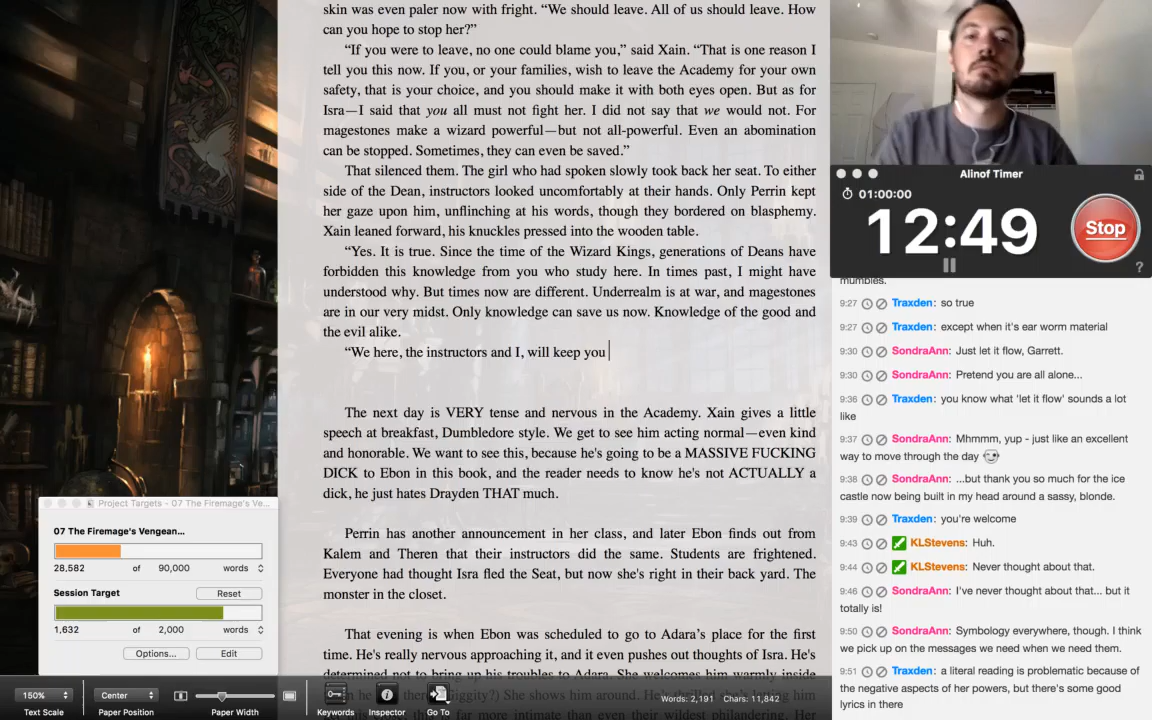 skin was even paler now with fright. “We should leave. All of us should leave. How
can you hope to stop her?”
“If you were to leave, no one could blame you,” said Xain. “That is one reason I
tell you this now. If you, or your families, wish to leave the Academy for your own
safety, that is your choice, and you should make it with both eyes open. But as for
Isra—I said that you all must not fight her. I did not say that we would not. For
magestones make a wizard powerful—but not all-powerful. Even an abomination
can be stopped. Sometimes, they can even be saved.”
That silenced them. The girl who had spoken slowly took back her seat. To either
side of the Dean, instructors looked uncomfortably at their hands. Only Perrin kept
her gaze upon him, unflinching at his words, though they bordered on blasphemy.
Xain leaned forward, his knuckles pressed into the wooden table.
“Yes. It is true. Since the time of the Wizard Kings, generations of Deans have
forbidden this knowledge from you who study here. In times past, I might have
understood why. But times now are different. Underrealm is at war, and magestones
are in our very midst. Only knowledge can save us now. Knowledge of the good and
the evil alike.
“We here, the instructors and I, will keep you
The next day is VERY tense and nervous in the Academy. Xain gives a little
speech at breakfast, Dumbledore style. We get to see him acting normal—even kind
and honorable. We want to see this, because he's going to be a MASSIVE FUCKING
DICK to Ebon in this book, and the reader needs to know he's not ACTUALLY a
dick, he just hates Drayden THAT much.
Perrin has another announcement in her class, and later Ebon finds out from
Kalem and Theren that their instructors did the same. Students are frightened.
Everyone had thought Isra fled the Seat, but now she's right in their back yard. The
monster in the closet.
That evening is when Ebon was scheduled to go to Adara’s place for the first
time. He's really nervous approaching it, and it even pushes out thoughts of Isra. He's
determined not to bring up his troubles to Adara. She welcomes him warmly inside
She shows him around. He's thrilled she's letting him
far more intimate than even their wildest philandering. Her
Project Targets - 07 The Firemage's Ve...
07 The Firemage's Vengean...
28,582 of 90,000 words
Session Target Reset
1,632 of 2,000 words
Options... Edit
150%
Text Scale
Center
Paper Position
Paper Width
Keywords
Inspector
Go To
Words: 2,191 Chars: 11,842
Alinof Timer
01:00:00
12:49
Stop
?
mumbles.
9:27 Traxden: so true
9:27 Traxden: except when it's ear worm material
9:30 SondraAnn: Just let it flow, Garrett.
9:30 SondraAnn: Pretend you are all alone...
9:36 Traxden: you know what 'let it flow' sounds a lot
like
9:37 SondraAnn: Mhmmm, yup - just like an excellent
way to move through the day
9:38 SondraAnn: ...but thank you so much for the ice
castle now being built in my head around a sassy, blonde.
9:39 Traxden: you're welcome
9:43 KLStevens: Huh.
9:44 KLStevens: Never thought about that.
9:46 SondraAnn: I've never thought about that... but it
totally is!
9:50 SondraAnn: Symbology everywhere, though. I think
we pick up on the messages we need when we need them.
9:51 Traxden: a literal reading is problematic because of
the negative aspects of her powers, but there's some good
lyrics in there